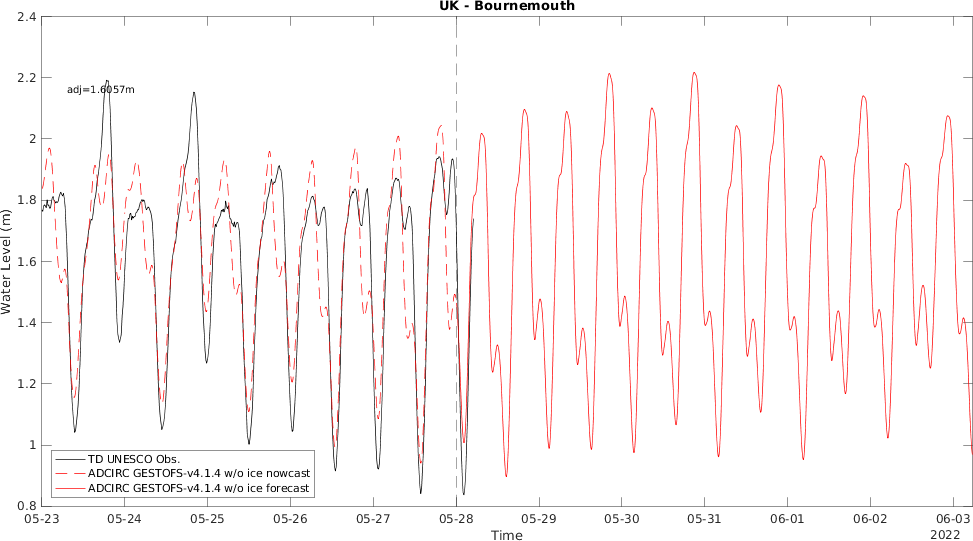 UK - Bournemouth
2.4
2.2
2
1.8
1.6
1.4
1.2
1
0.8
Water Level (m)
adj=1.6057m
TD UNESCO Obs.
ADCIRC GESTOFS-v4.1.4 w/o ice nowcast
ADCIRC GESTOFS-v4.1.4 w/o ice forecast
05-23 05-24 05-25 05-26 05-27 05-28 05-29 05-30 05-31 06-01 06-02 06-03
Time
2022